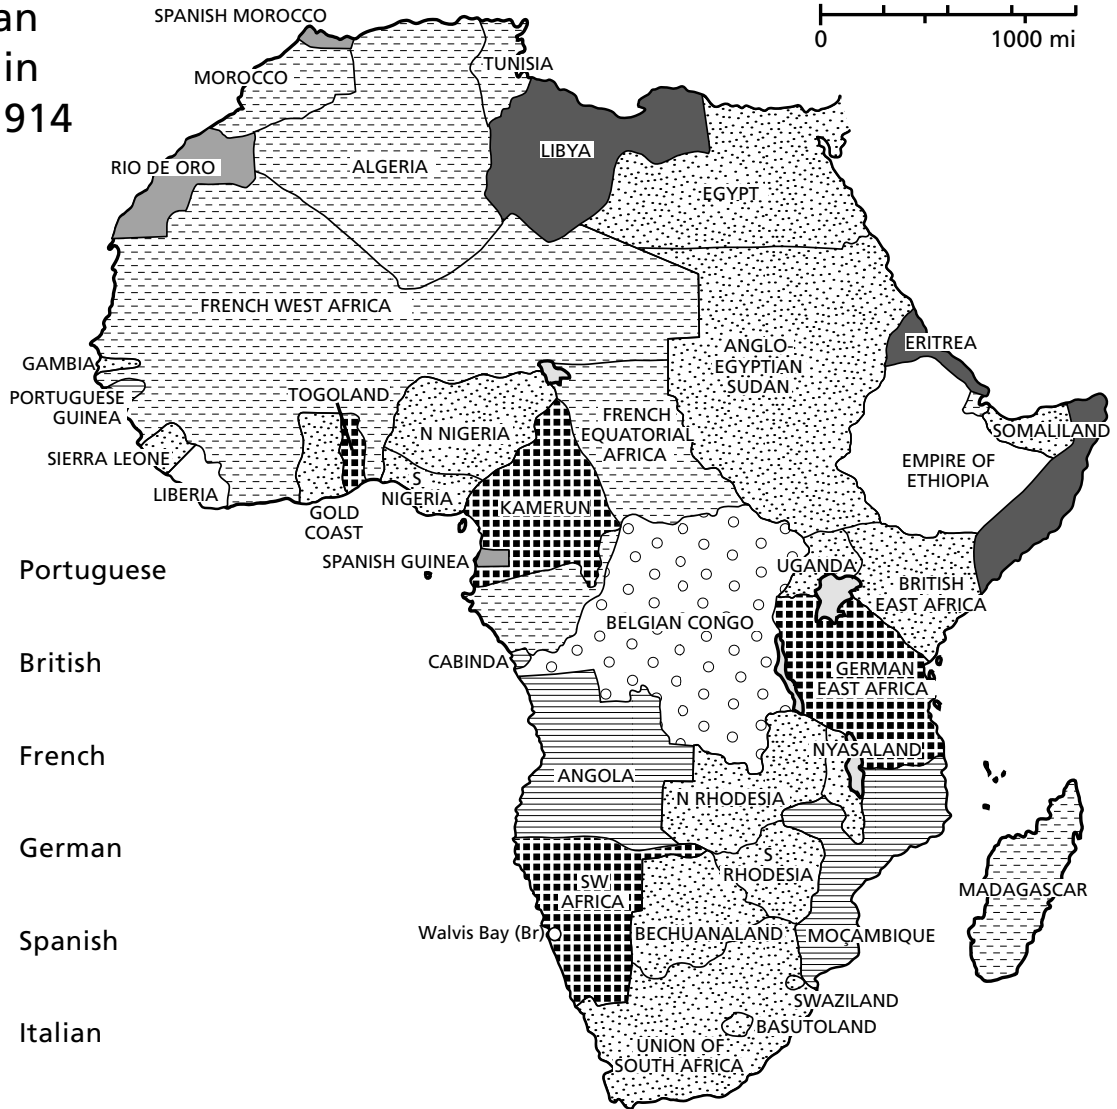 an
in
914
0 1000 mi
SPANISH MOROCCO
MOROCCO
TUNISIA
RIO DE ORO
ALGERIA
LIBYA
EGYPT
FRENCH WEST AFRICA
GAMBIA
PORTUGUESE
GUINEA
TOGOLAND
SIERRA LEONE
LIBERIA
GOLD
COAST
N NIGERIA
S
NIGERIA
FRENCH
EQUATORIAL
AFRICA
ANGLO-
EGYPTIAN
SUDAN
ERITREA
SOMALILAND
EMPIRE OF
ETHIOPIA
KAMERUN
SPANISH GUINEA
UGANDA
BRITISH
EAST AFRICA
BELGIAN CONGO
CABINDA
GERMAN
EAST AFRICA
NYASALAND
ANGOLA
N RHODESIA
S
RHODESIA
SW
AFRICA
MADAGASCAR
Walvis Bay (Br)
BECHUANALAND
MOÇAMBIQUE
SWAZILAND
BASUTOLAND
UNION OF
SOUTH AFRICA
Portuguese
British
French
German
Spanish
Italian